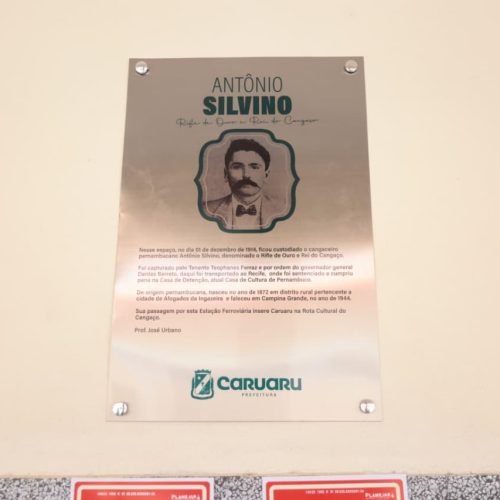 ANTÔNIO
SILVINO
Rifle de Ouro e Rei do Cangaço
Nesse espaço, no dia 01 de dezembro de 1914, ficou custodiado o cangaceiro
pernambucano Antônio Silvino, denominado o Rifle de Ouro e Rei do Cangaço.
Foi capturado pelo Tenente Teophanes Ferraz e por ordem do governador general
Dantas Barreto, daqui foi transportado ao Recife, onde foi sentenciado e cumpriu
pena na Casa de Detenção, atual Casa de Cultura de Pernambuco.
De origem pernambucana, nasceu no ano de 1872 em distrito rural pertencente a
cidade de Afogados da Ingazeira e faleceu em Campina Grande, no ano de 1944.
Sua passagem por esta Estação Ferroviária insere Caruaru na Rota Cultural do
Cangaço.
Prof. José Urbano
CARUARU
PREFEITURA